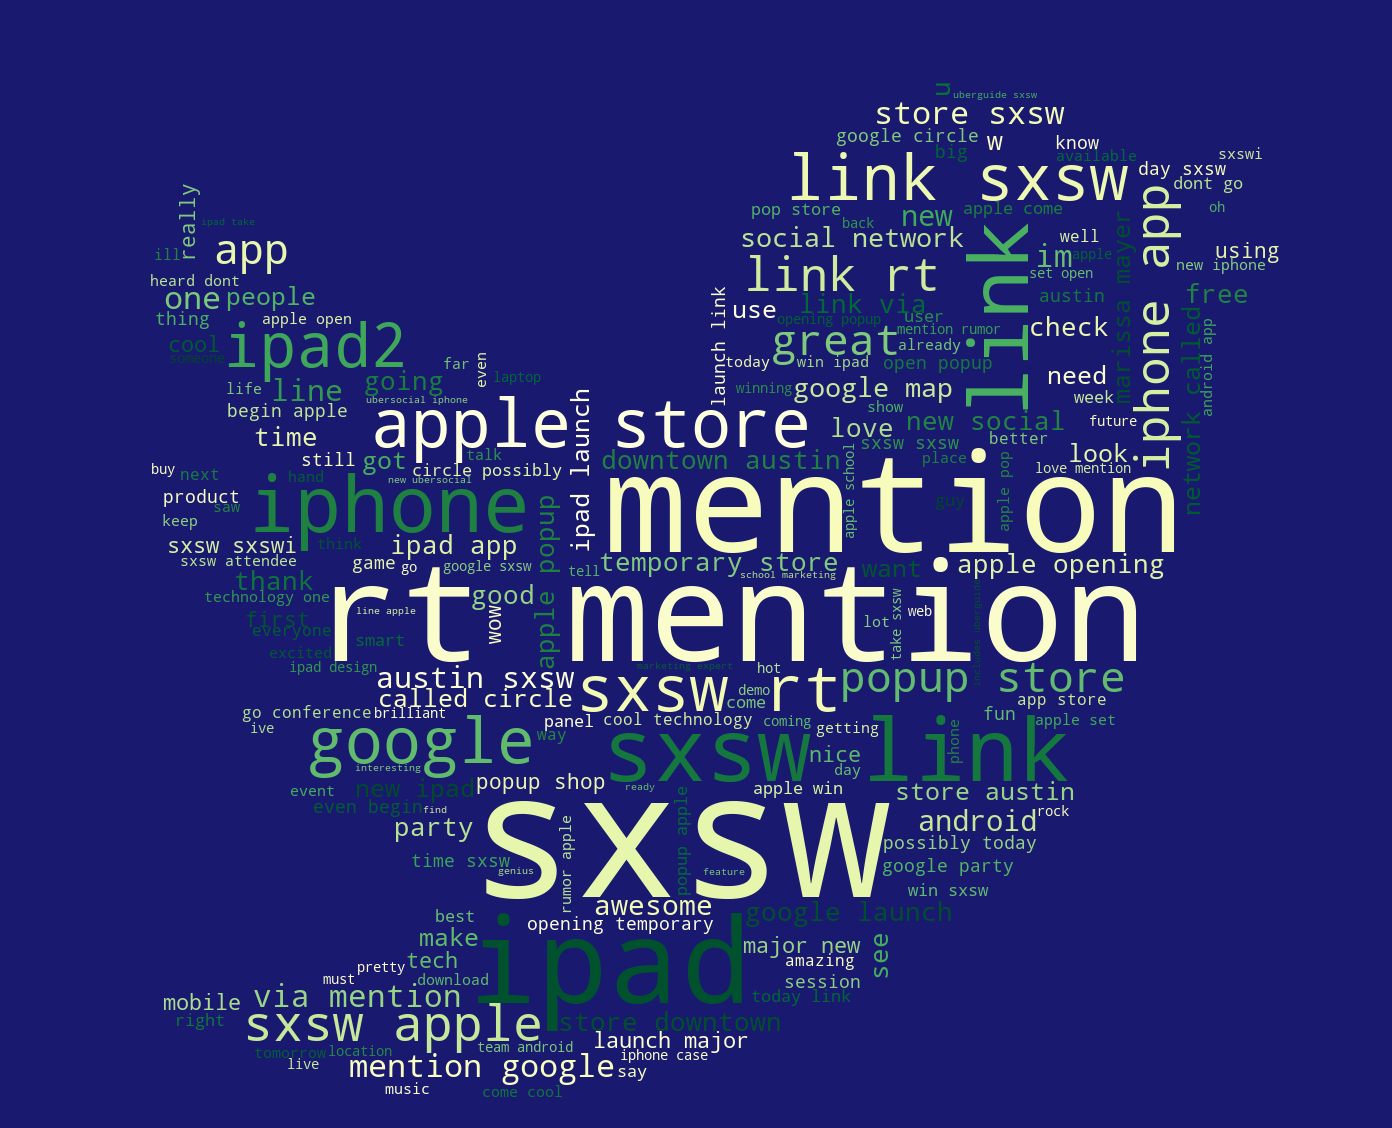 u
uberguide sxsw
store sxsw
google circle
w
know
big
available
sxswi
link sxsw
day sxsw
dont go
really
ipad take
pop store
back
new
apple come
oh
app
ill
social network
well
im
apple
using
link
marissa mayer
iphone app
heard dont
link rt
set open
new iphone
one
people
launch link
use
link via
austin
free
thing
apple open
opening popup
user
mention rumor
check
network called
android app
cool
someone
ipad2
great
already
far
even
laptop
today
win ipad
open popup
need
life
line
going
winning
google map
week
ubersocial iphone
begin apple
apple store
ipad launch
show
love
new social
future
time
better
look
still
got
talk
downtown austin
sxsw sxsw
place
love mention
buy
next
hand
circle possibly
new ubersocial
apple school
apple pop
product
saw
iphone
mention
guy
keep
apple popup
sxsw sxswi
think
ipad app
sxsw attendee
game
go
google sxsw
tell
temporary store
school marketing
want
apple opening
thank
technology one
rt mention
good
line apple
wow
take sxsw
web
lot
first
everyone
smart
excited
ipad design
marketing expert
hot
austin sxsw
sxsw rt
demo
come
popup store
called circle
app store
go conference
brilliant
panel
cool technology
coming
getting
fun
apple set
ive
google
way
sxsw link
nice
phone
interesting
day
event
new ipad
popup shop
ready
apple win
store austin
even begin
find
popup apple
party
sxsw
android
rock
rumor apple
possibly today
time sxsw
genius
feature
google party
win sxsw
awesome
google launch
best
opening temporary
make
ipad
major new
see
tech
pretty
amazing
must
download
session
mobile
via mention
today link
right
sxsw apple
store downtown
tomorrow
location
team android
launch major
live
mention google
iphone case
say
music
come cool